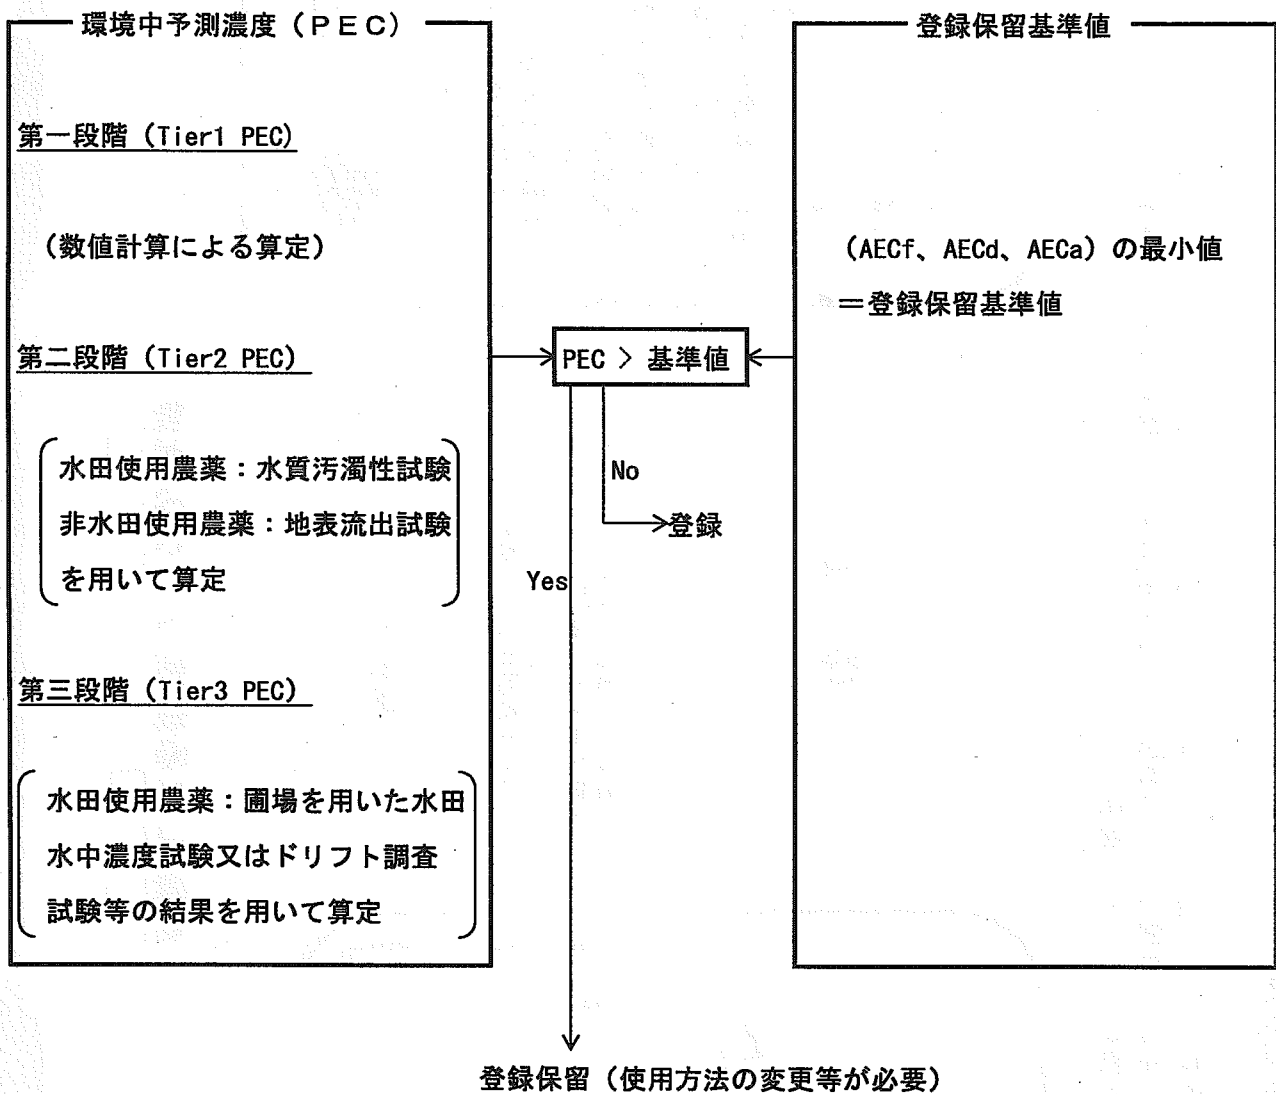 環境中予測濃度（ＰＥＣ）
第一段階（Tier1 PEC)
（数値計算による算定）
第二段階（Tier2 PEC）
水田使用農薬：水質汚濁性試験
非水田使用農薬：地表流出試験
を用いて算定
第三段階（Tier3 PEC）
水田使用農薬：圃場を用いた水田
水中濃度試験又はドリフト調査
試験等の結果を用いて算定
PEC > 基準値
No
登録
Yes
登録保留基準値
（AECf、AECd、AECa）の最小値
＝登録保留基準値
登録保留（使用方法の変更等が必要）